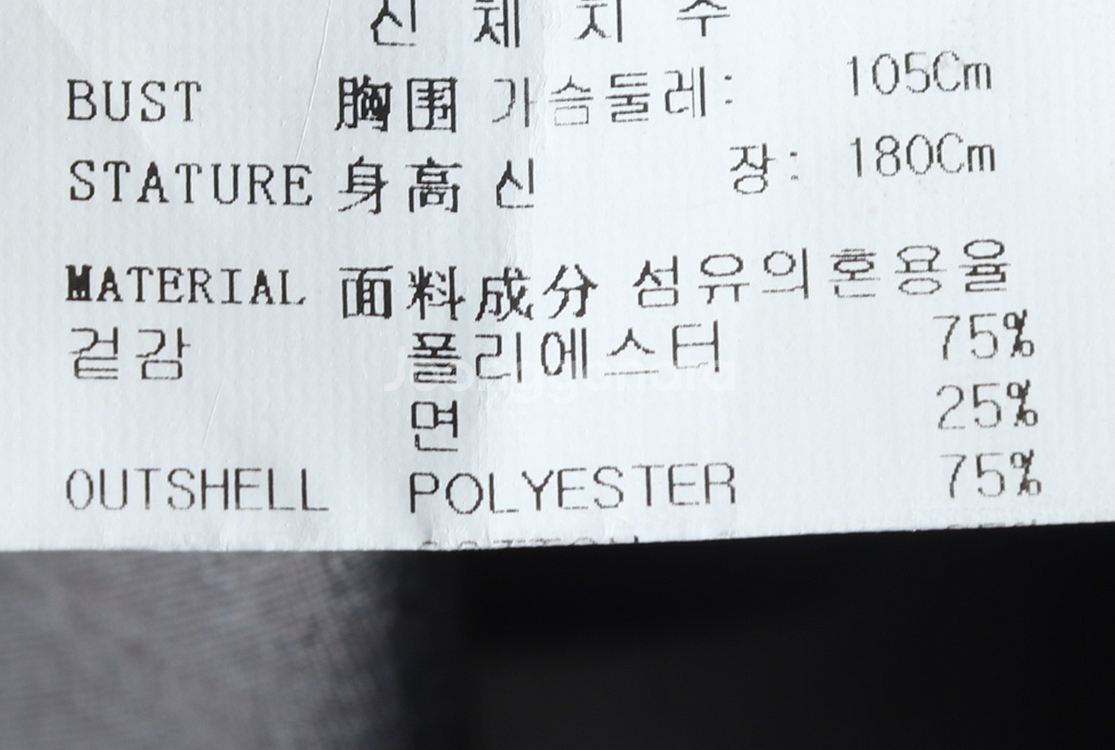 신 체 치 수
BUST 胸围 가슴둘레: 105Cm
STATURE 身高 신 장: 180Cm
MATERIAL 面料成分 섬유의혼용율
겉감 폴리에스터 75%
면 25%
OUTSHELL POLYESTER 75%